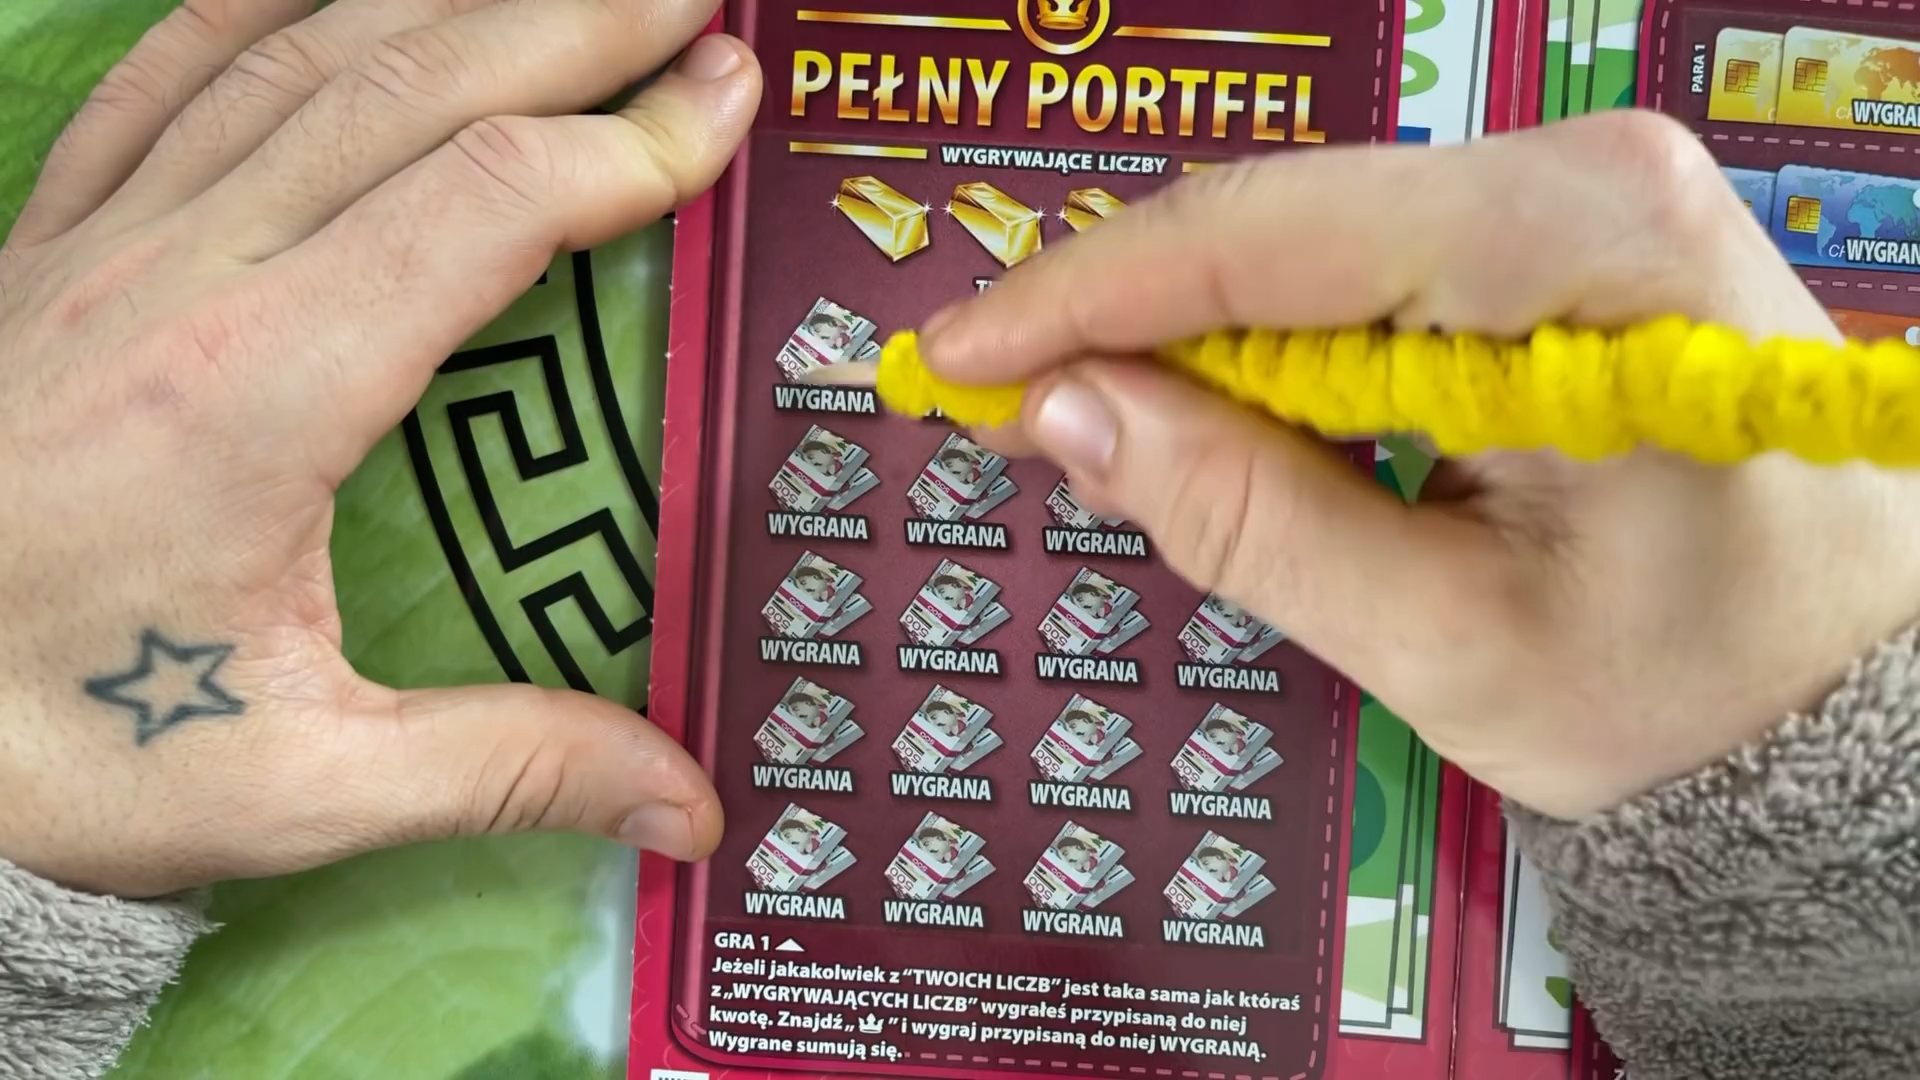 PEŁNY PORTFEL
WYGRYWAJĄCE LICZBY
WYGRANA
WYGRANA WYGRANA WYGRANA
WYGRANA WYGRANA WYGRANA WYGRANA
WYGRANA WYGRANA WYGRANA WYGRANA
WYGRANA WYGRANA WYGRANA WYGRANA
GRA 1
Jeżeli jakakolwiek z "TWOICH LICZB" jest taka sama jak któraś
z „WYGRYWAJĄCYCH LICZB" wygrałeś przypisaną do niej
kwotę. Znajdź „ " i wygraj przypisaną do niej WYGRANĄ.
Wygrane sumują się.
PARA 1